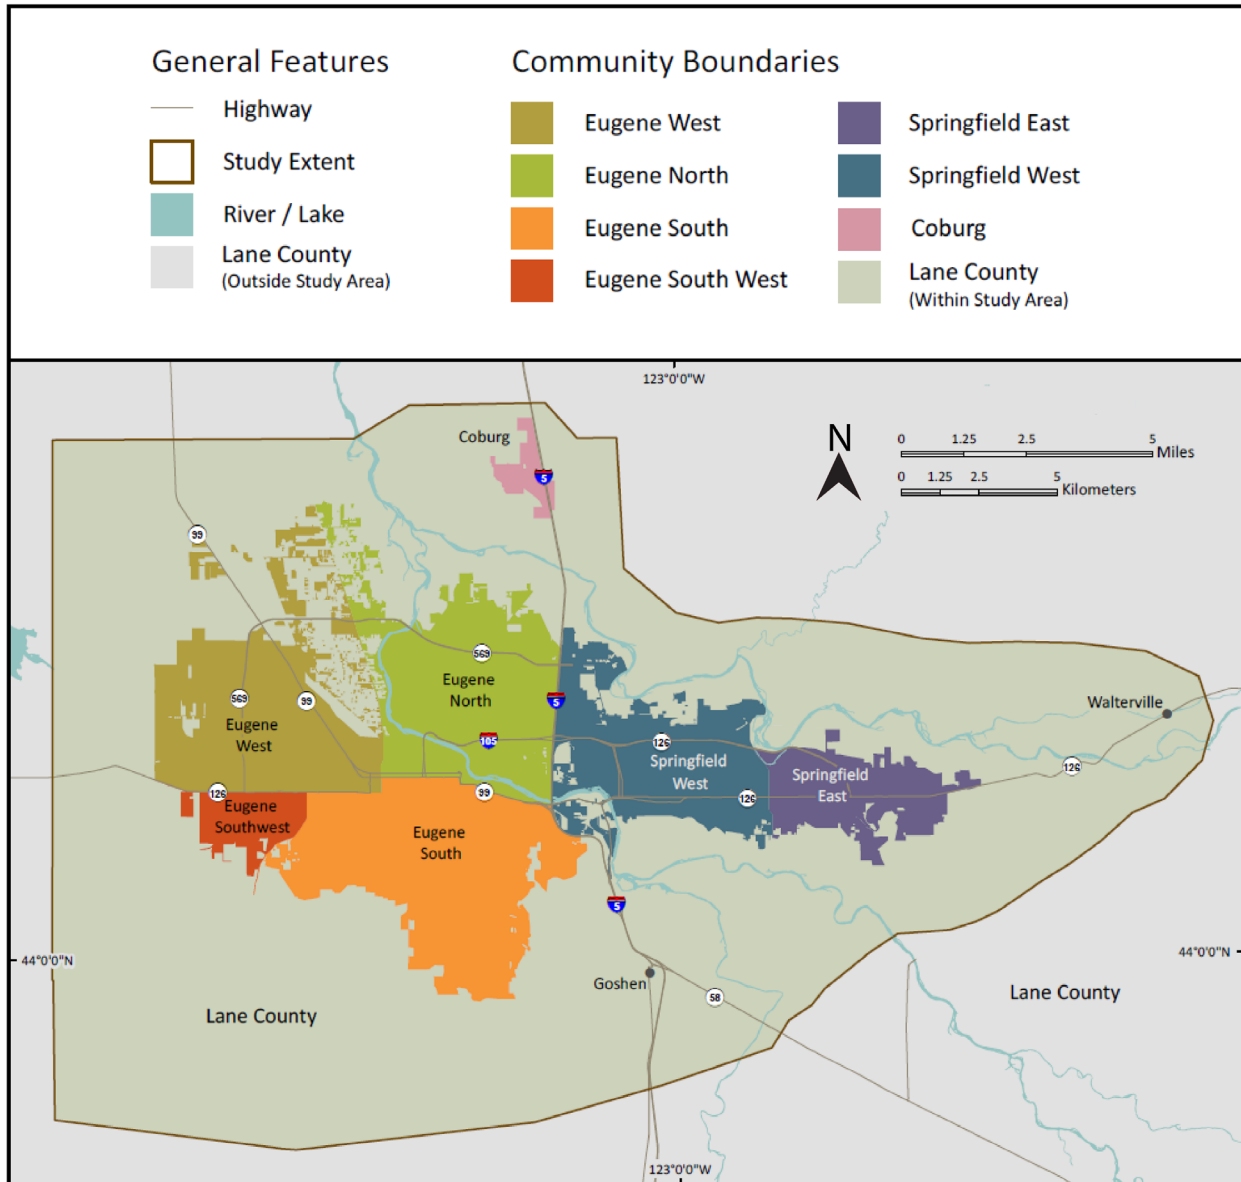 General Features
Highway
Study Extent
River / Lake
Lane County
(Outside Study Area)
Community Boundaries
Eugene West
Eugene North
Eugene South
Eugene South West
Springfield East
Springfield West
Coburg
Lane County
(Within Study Area)
123°0'0"W
N
0 1.25 2.5 5 Miles
0 1.25 2.5 5 Kilometers
Coburg
5
99
569
Eugene
North
5
569
99
Eugene
West
105
126
Springfield
West
Walterville
126
Springfield
East
126
126
Eugene
Southwest
99
Eugene
South
5
44°0'0"N
44°0'0"N
Goshen
58
Lane County
Lane County
123°0'0"W